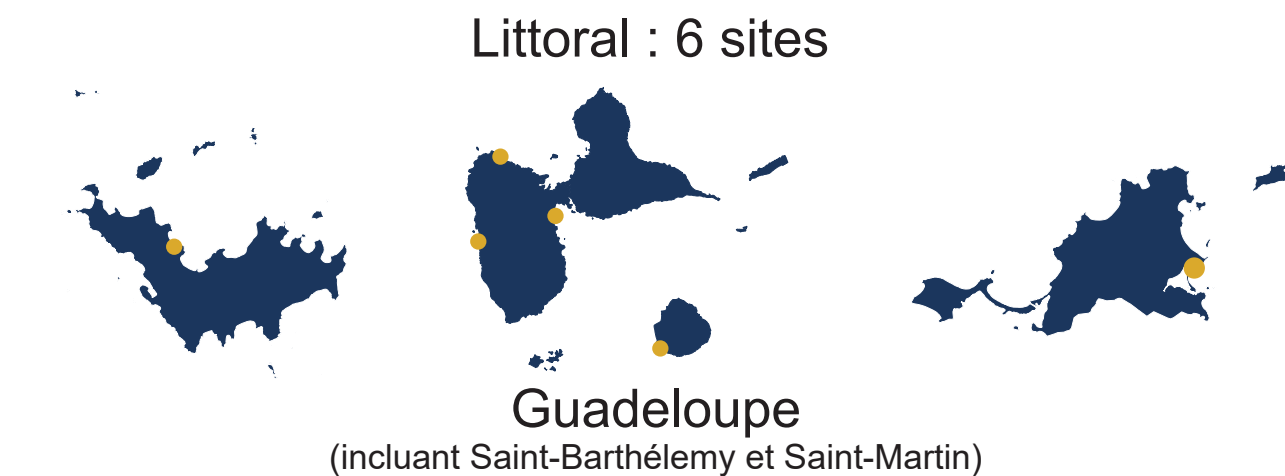 Littoral : 6 sites
Guadeloupe
(incluant Saint-Barthélemy et Saint-Martin)